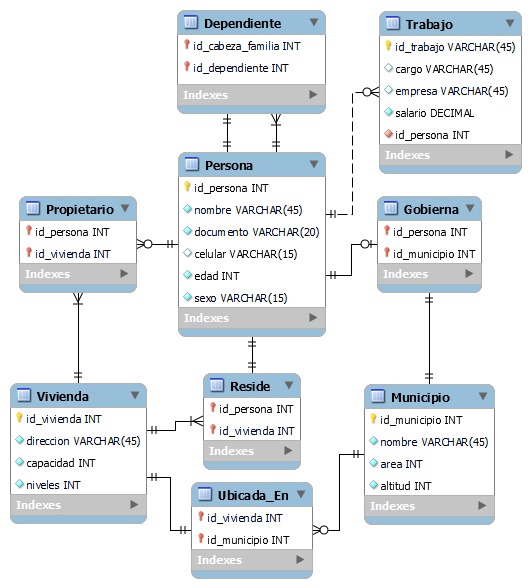 Dependiente
id_cabeza_familia INT
id_dependiente INT
Indexes
Trabajo
id_trabajo VARCHAR(45)
cargo VARCHAR(45)
empresa VARCHAR(45)
salario DECIMAL
id_persona INT
Indexes
Persona
id_persona INT
nombre VARCHAR(45)
documento VARCHAR(20)
celular VARCHAR(15)
edad INT
sexo VARCHAR(15)
Indexes
Propietario
id_persona INT
id_vivienda INT
Indexes
Gobierna
id_persona INT
id_municipio INT
Indexes
Vivienda
id_vivienda INT
direccion VARCHAR(45)
capacidad INT
niveles INT
Indexes
Reside
id_persona INT
id_vivienda INT
Indexes
Municipio
id_municipio INT
nombre VARCHAR(45)
area INT
altitud INT
Indexes
Ubicada_En
id_vivienda INT
id_municipio INT
Indexes